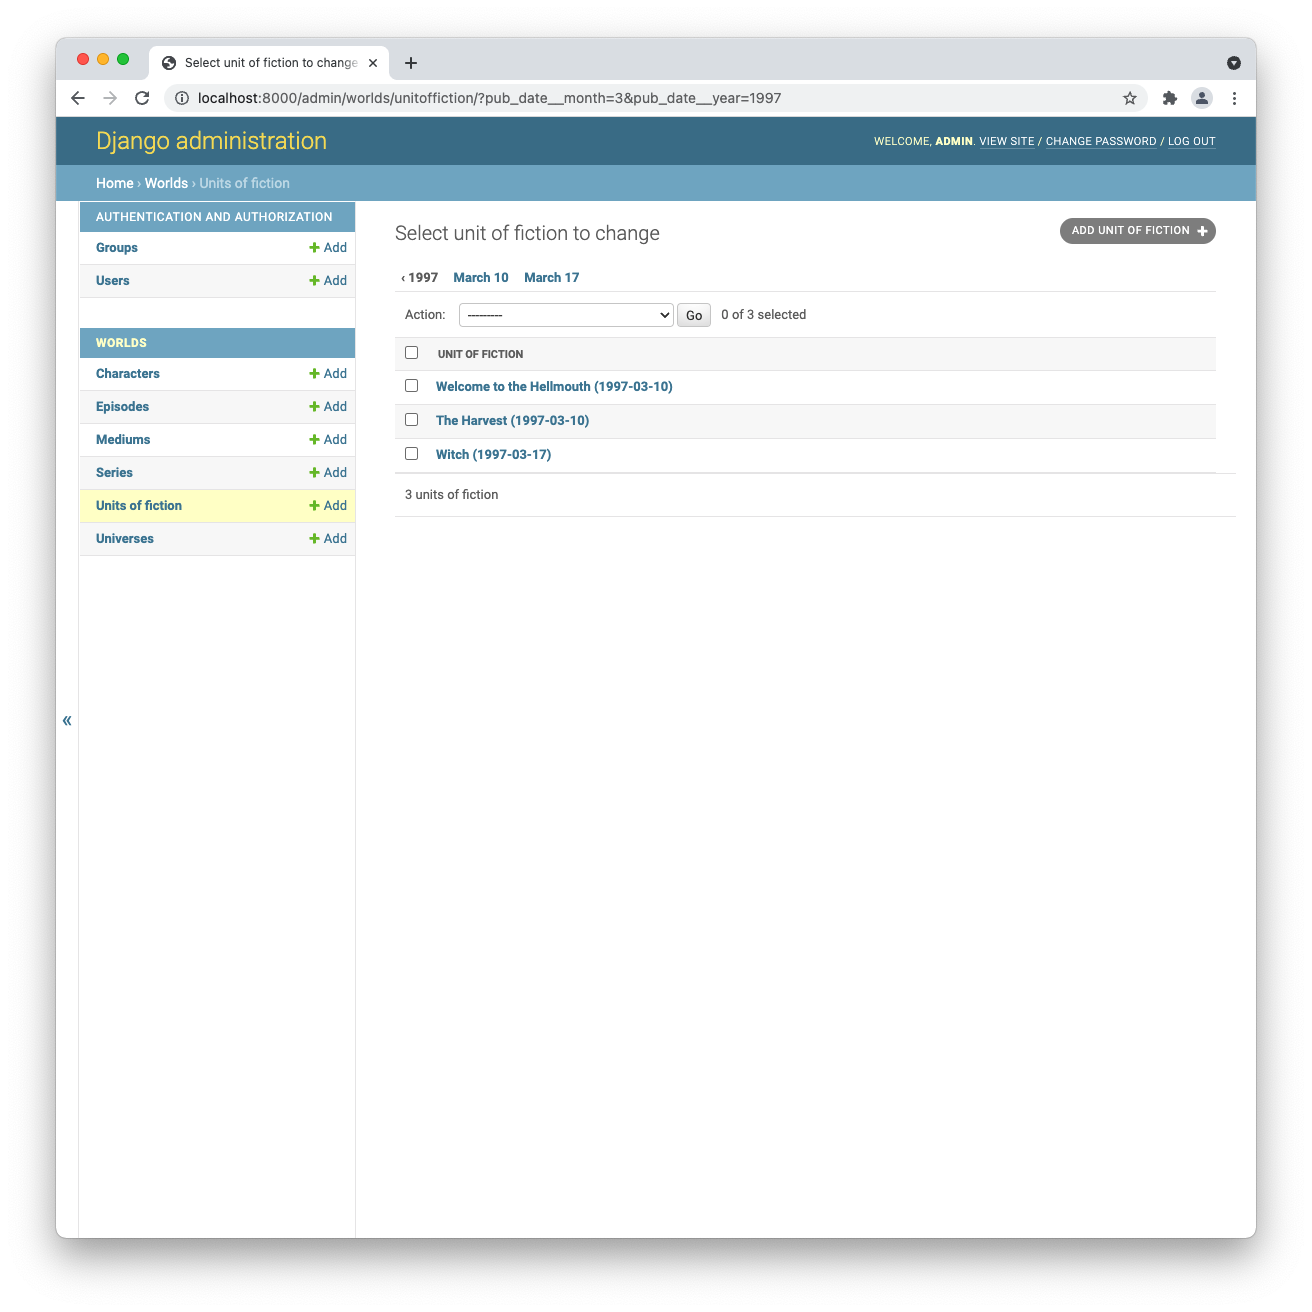 Select unit of fiction to change
localhost:8000/admin/worlds/unitoffiction/?pub_date__month=3&pub_date__year=1997
Django administration
WELCOME, ADMIN. VIEW SITE / CHANGE PASSWORD / LOG OUT
Home › Worlds › Units of fiction
AUTHENTICATION AND AUTHORIZATION
Groups + Add
Users + Add
WORLDS
Characters + Add
Episodes + Add
Mediums + Add
Series + Add
Units of fiction + Add
Universes + Add
«
Select unit of fiction to change
ADD UNIT OF FICTION +
‹ 1997 March 10 March 17
Action: --------- Go 0 of 3 selected
UNIT OF FICTION
Welcome to the Hellmouth (1997-03-10)
The Harvest (1997-03-10)
Witch (1997-03-17)
3 units of fiction